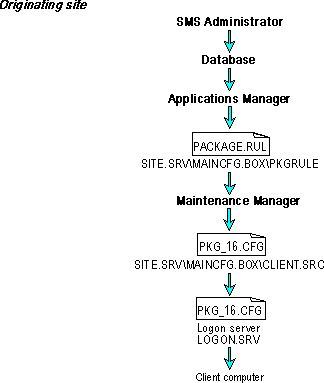 Originating site
SMS Administrator
Database
Applications Manager
PACKAGE.RUL
SITE.SRV\MAINCFG.BOX\PKGRULE
Maintenance Manager
PKG_16.CFG
SITE.SRV\MAINCFG.BOX\CLIENT.SRC
PKG_16.CFG
Logon server
LOGON.SRV
Client computer